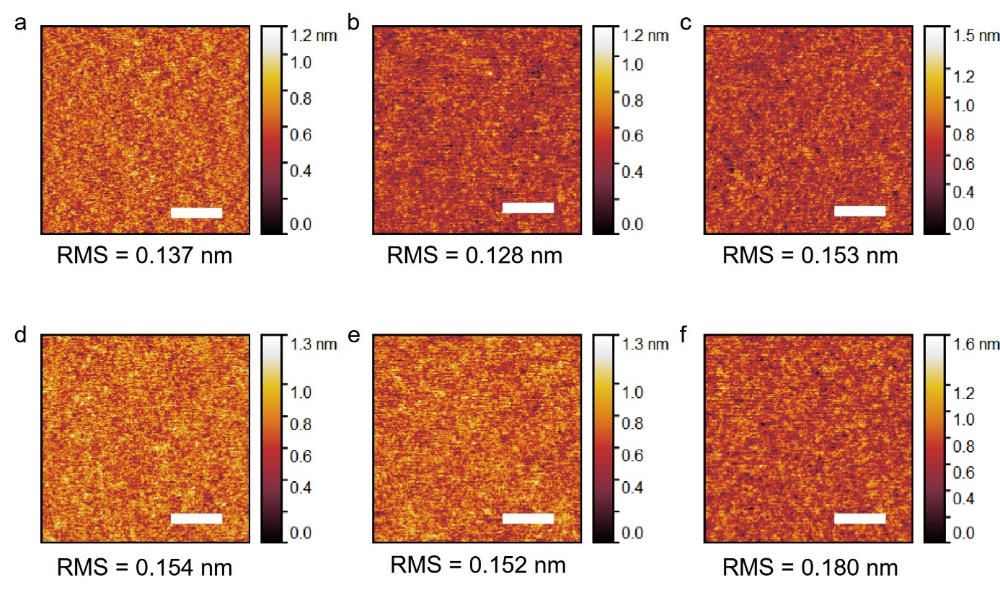 a
1.2 nm
1.0
0.8
0.6
0.4
0.0
RMS = 0.137 nm
b
1.2 nm
1.0
0.8
0.6
0.4
0.0
RMS = 0.128 nm
c
1.5 nm
1.2
1.0
0.8
0.6
0.4
0.0
RMS = 0.153 nm
d
1.3 nm
1.0
0.8
0.6
0.4
0.0
RMS = 0.154 nm
e
1.3 nm
1.0
0.8
0.6
0.4
0.0
RMS = 0.152 nm
f
1.6 nm
1.2
1.0
0.8
0.6
0.4
0.0
RMS = 0.180 nm